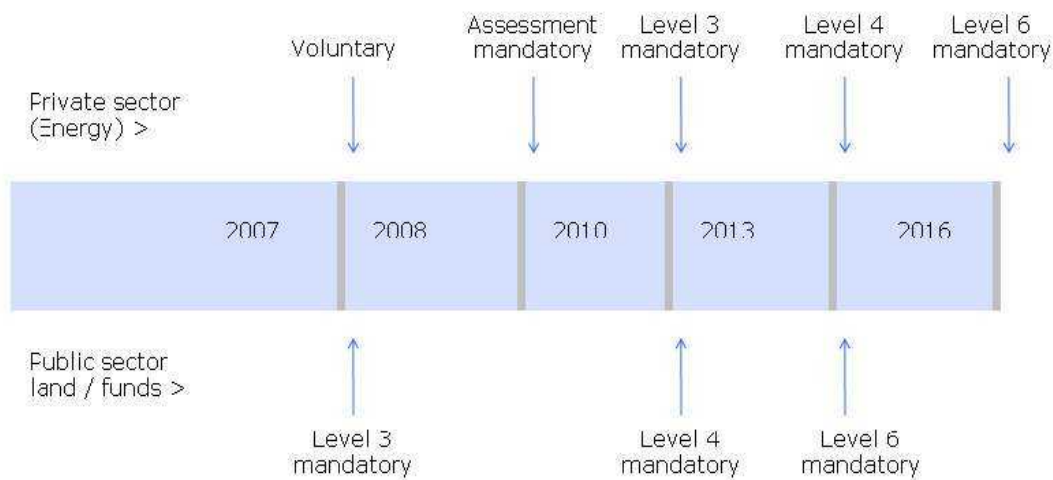 Voluntary
Assessment
mandatory
Level 3
mandatory
Level 4
mandatory
Level 6
mandatory
Private sector
(Energy) >
2007
2008
2010
2013
2016
Public sector
land / funds >
Level 3
mandatory
Level 4
mandatory
Level 6
mandatory